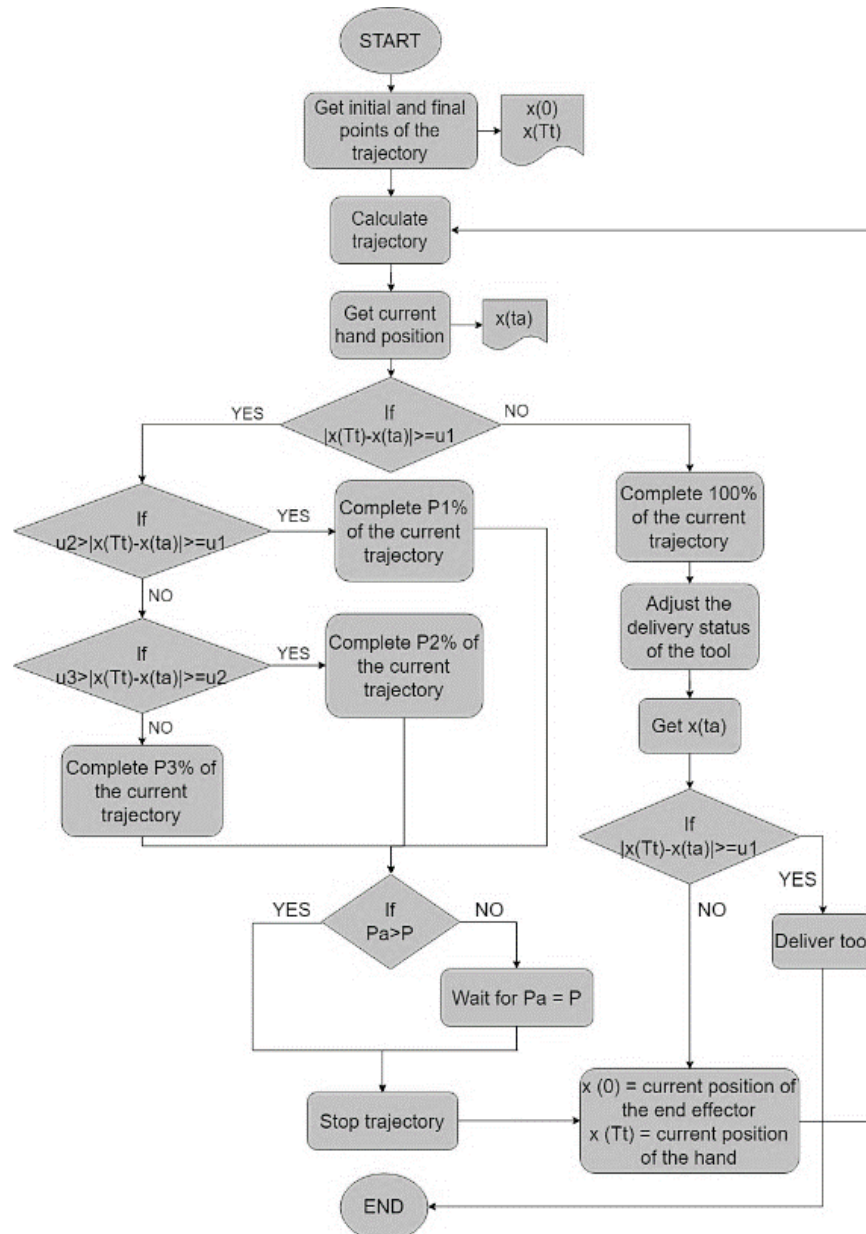 START
Get initial and final
points of the
trajectory
x(0)
x(Tt)
Calculate
trajectory
Get current
hand position
x(ta)
If
|x(Tt)-x(ta)|>=u1
YES
NO
If
u2>|x(Tt)-x(ta)|>=u1
YES
Complete P1%
of the current
trajectory
Complete 100%
of the current
trajectory
NO
Adjust the
delivery status
of the tool
If
u3>|x(Tt)-x(ta)|>=u2
YES
Complete P2% of
the current
trajectory
NO
Get x(ta)
Complete P3% of
the current
trajectory
If
|x(Tt)-x(ta)|>=u1
YES
NO
If
Pa>P
YES
NO
Deliver tool
Wait for Pa = P
Stop trajectory
x (0) = current position of
the end effector
x (Tt) = current position
of the hand
END